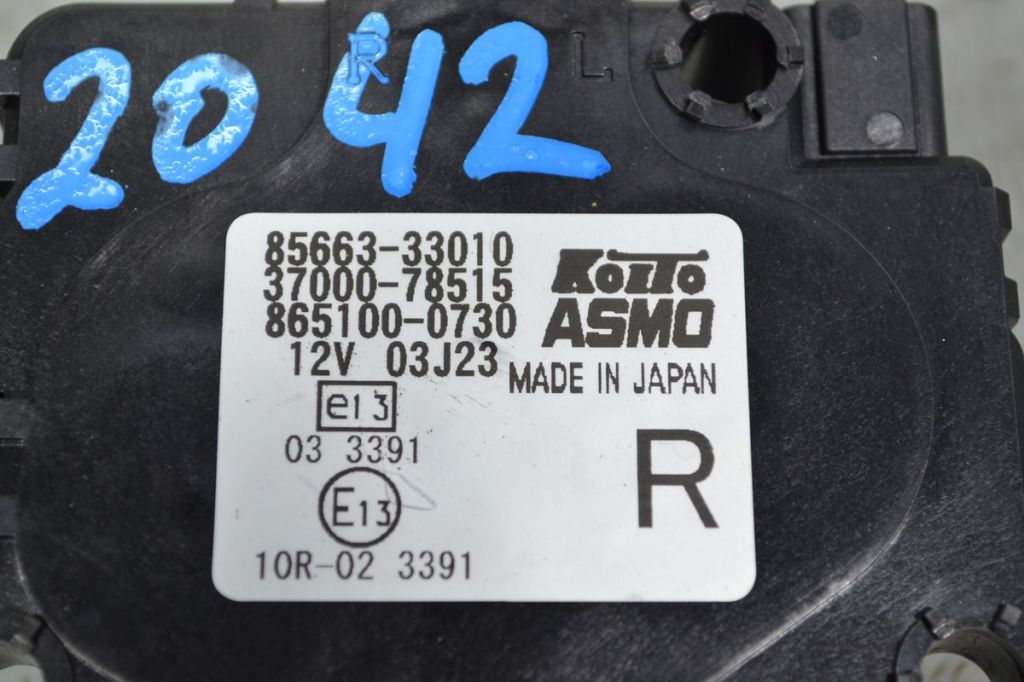 2042
R L
85663-33010
37000-78515
865100-0730
12V 03J23
KOITO
ASMO
MADE IN JAPAN
e13
03 3391
E13
10R-02 3391
R